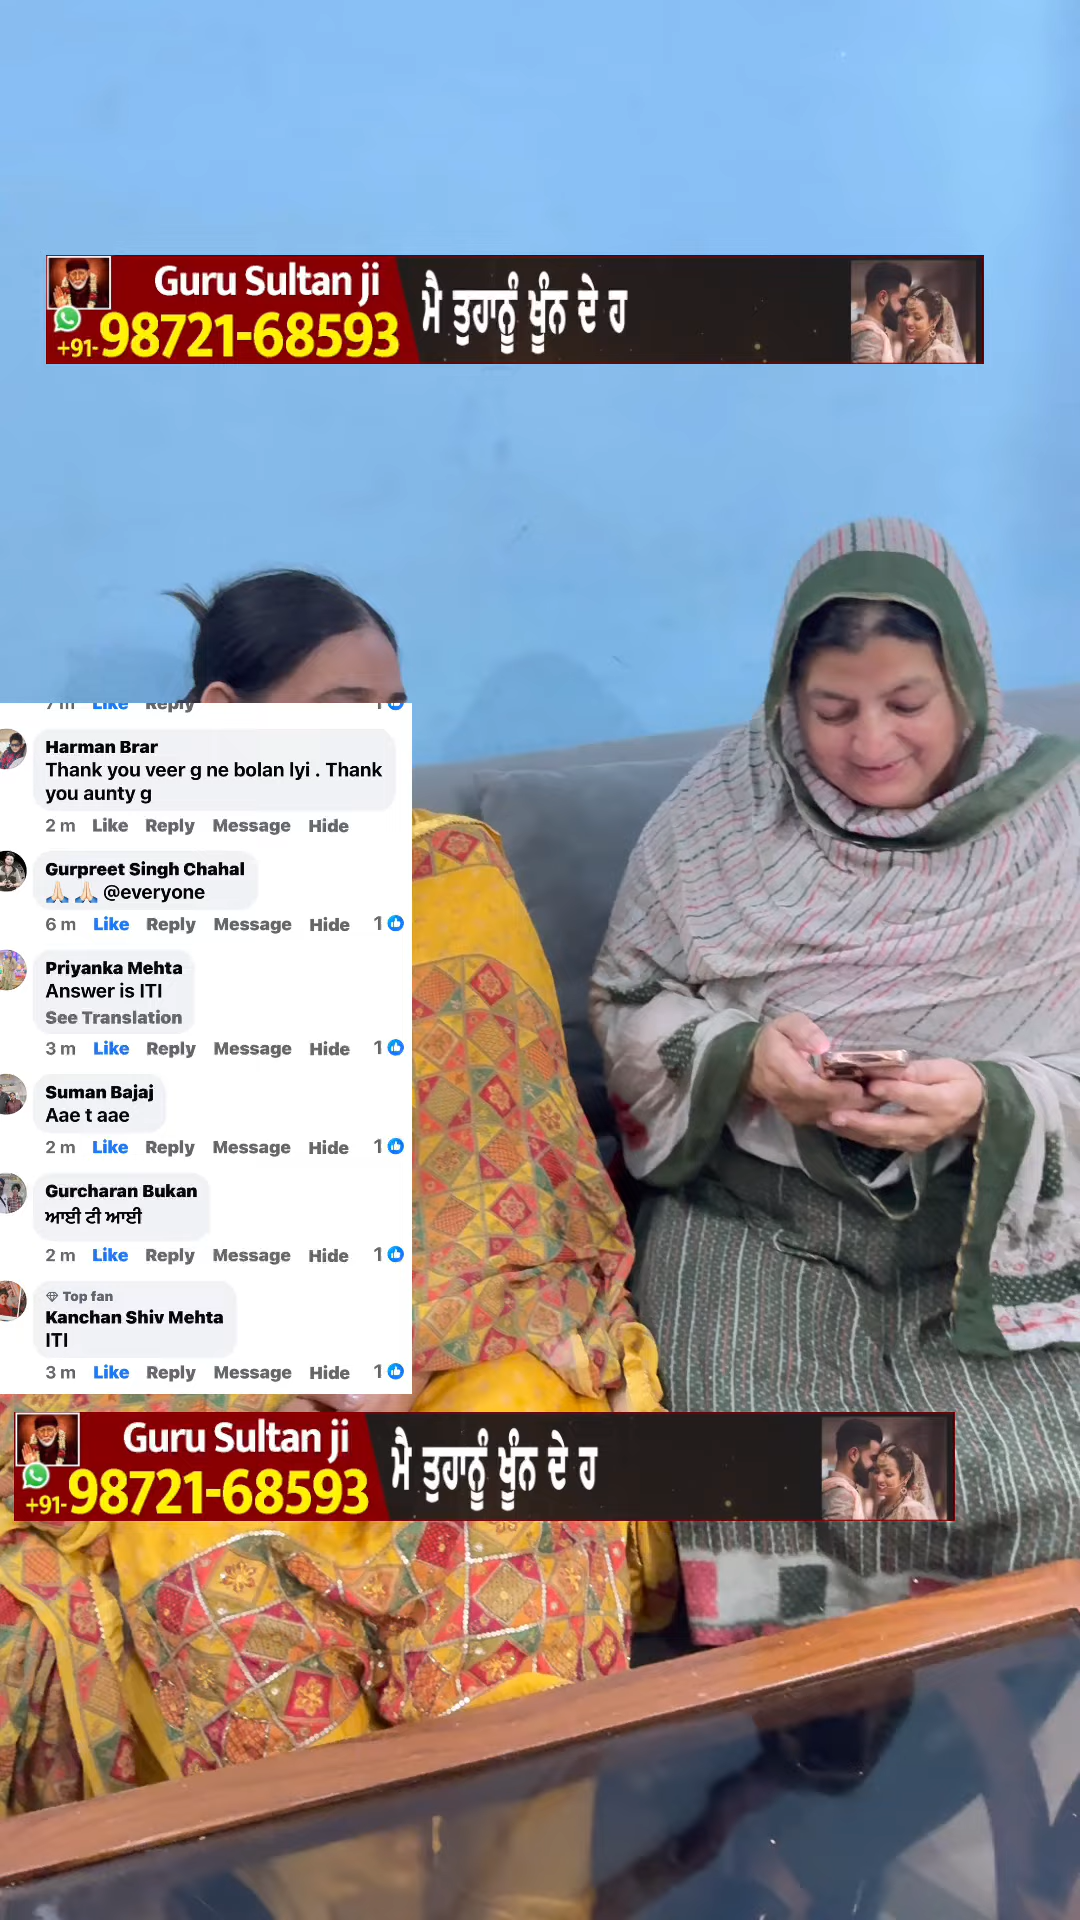 Guru Sultan ji
+91-98721-68593
ਮੈ ਤੁਹਾਨੂੰ ਖੂੰਨ ਦੇ ਹ
7 m Like Reply 1
Harman Brar
Thank you veer g ne bolan lyi . Thank
you aunty g
2 m Like Reply Message Hide
Gurpreet Singh Chahal
🙏🏻 🙏🏻 @everyone
6 m Like Reply Message Hide 1
Priyanka Mehta
Answer is ITI
See Translation
3 m Like Reply Message Hide 1
Suman Bajaj
Aae t aae
2 m Like Reply Message Hide 1
Gurcharan Bukan
ਆਈ ਟੀ ਆਈ
2 m Like Reply Message Hide 1
Top fan
Kanchan Shiv Mehta
ITI
3 m Like Reply Message Hide 1
Guru Sultan ji
+91-98721-68593
ਮੈ ਤੁਹਾਨੂੰ ਖੂੰਨ ਦੇ ਹ